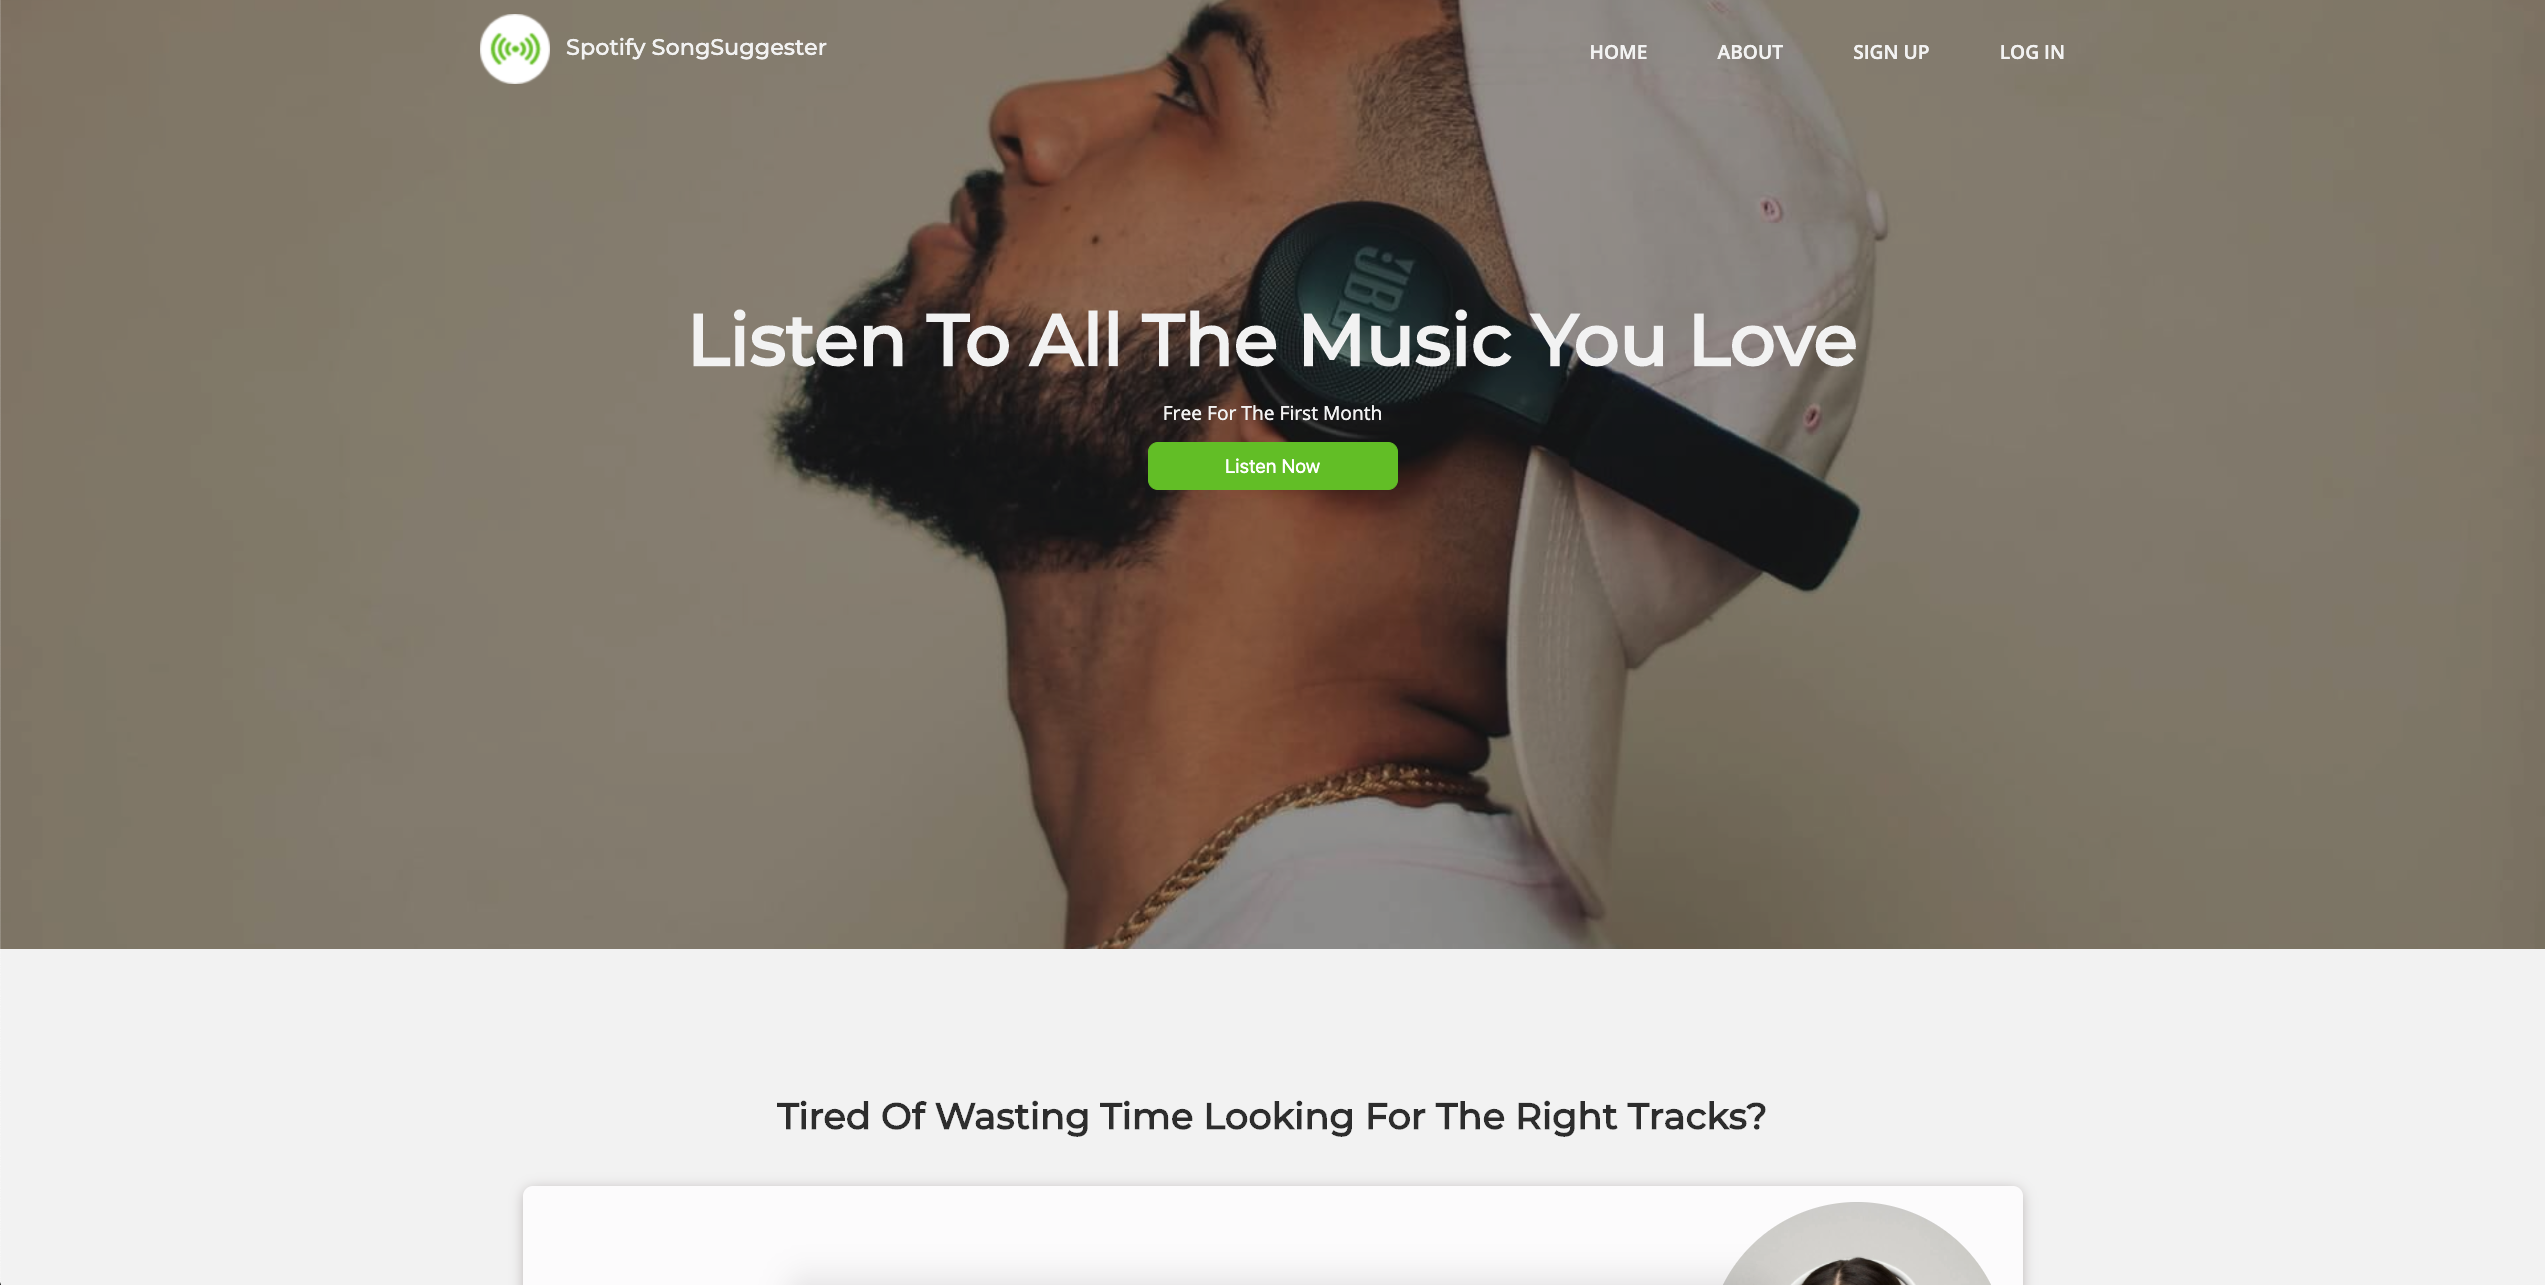 Spotify SongSuggester
HOME
ABOUT
SIGN UP
LOG IN
JBL
Listen To All The Music You Love
Free For The First Month
Listen Now
Tired Of Wasting Time Looking For The Right Tracks?